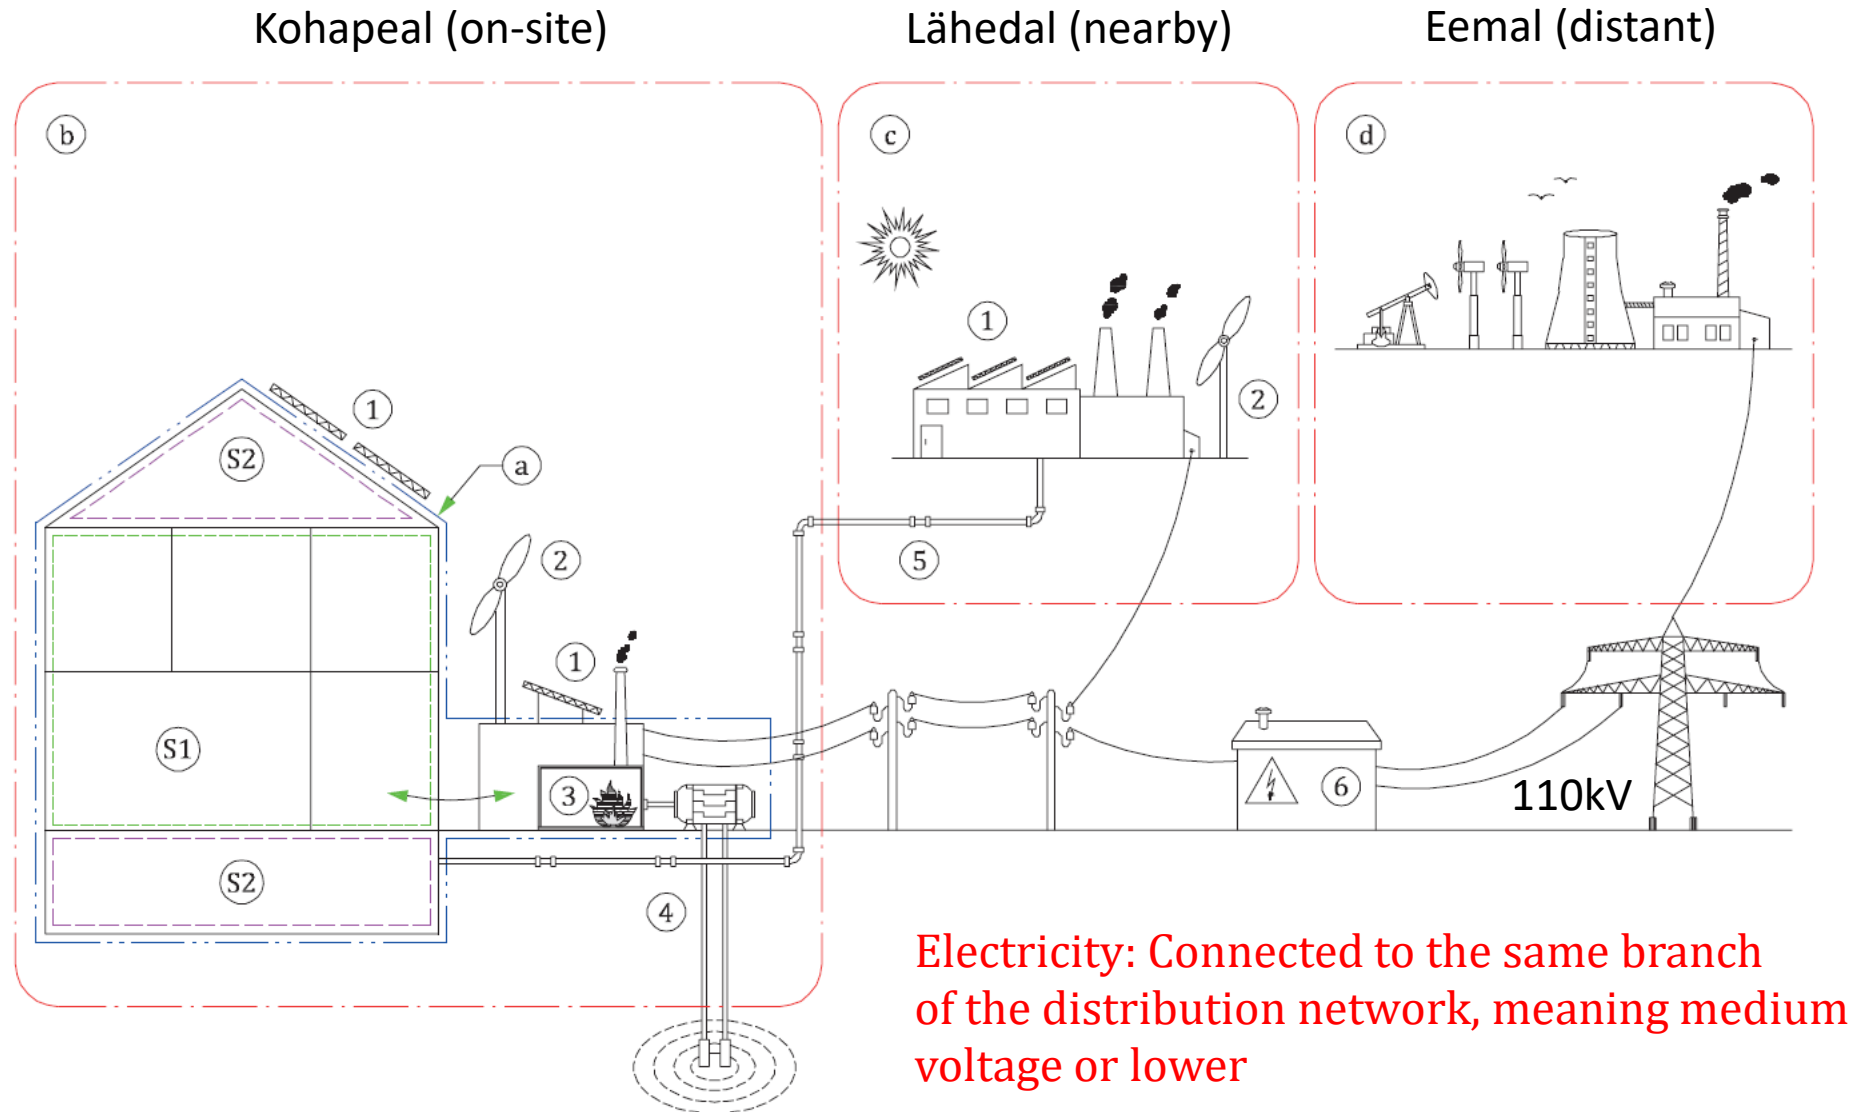 Kohapeal (on-site)
Lähedal (nearby)
Eemal (distant)
b
c
d
1
1
2
S2
a
2
5
1
S1
3
6
110kV
S2
4
Electricity: Connected to the same branch
of the distribution network, meaning medium
voltage or lower